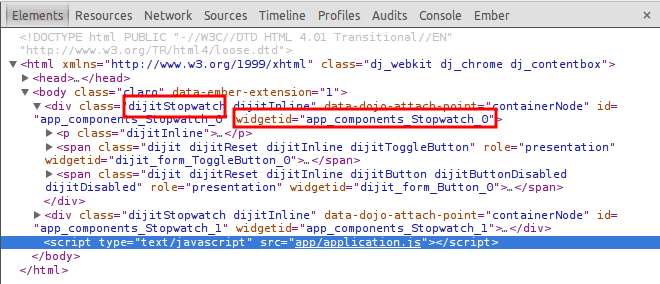 Elements Resources Network Sources Timeline Profiles Audits Console Ember
<!DOCTYPE html PUBLIC "-//W3C//DTD HTML 4.01 Transitional//EN"
"http://www.w3.org/TR/html4/loose.dtd">
▼<html xmlns="http://www.w3.org/1999/xhtml" class="dj_webkit dj_chrome dj_contentbox">
▶<head>…</head>
▼<body class="claro" data-ember-extension="1">
▼<div class="dijitStopwatch dijitInline" data-dojo-attach-point="containerNode" id=
"app_components_Stopwatch_0" widgetid="app_components_Stopwatch_0">
▶<p class="dijitInline">…</p>
▶<span class="dijit dijitReset dijitInline dijitToggleButton" role="presentation"
widgetid="dijit_form_ToggleButton_0">…</span>
▶<span class="dijit dijitReset dijitInline dijitButton dijitButtonDisabled
dijitDisabled" role="presentation" widgetid="dijit_form_Button_0">…</span>
</div>
▶<div class="dijitStopwatch dijitInline" data-dojo-attach-point="containerNode" id=
"app_components_Stopwatch_1" widgetid="app_components_Stopwatch_1">…</div>
<script type="text/javascript" src="app/application.js"></script>
</body>
</html>